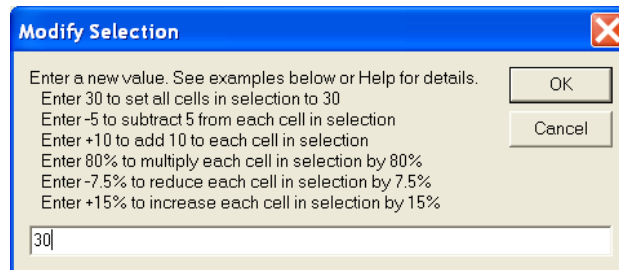 Modify Selection
Enter a new value. See examples below or Help for details.
Enter 30 to set all cells in selection to 30
Enter -5 to subtract 5 from each cell in selection
Enter +10 to add 10 to each cell in selection
Enter 80% to multiply each cell in selection by 80%
Enter -7.5% to reduce each cell in selection by 7.5%
Enter +15% to increase each cell in selection by 15%
OK
Cancel
30